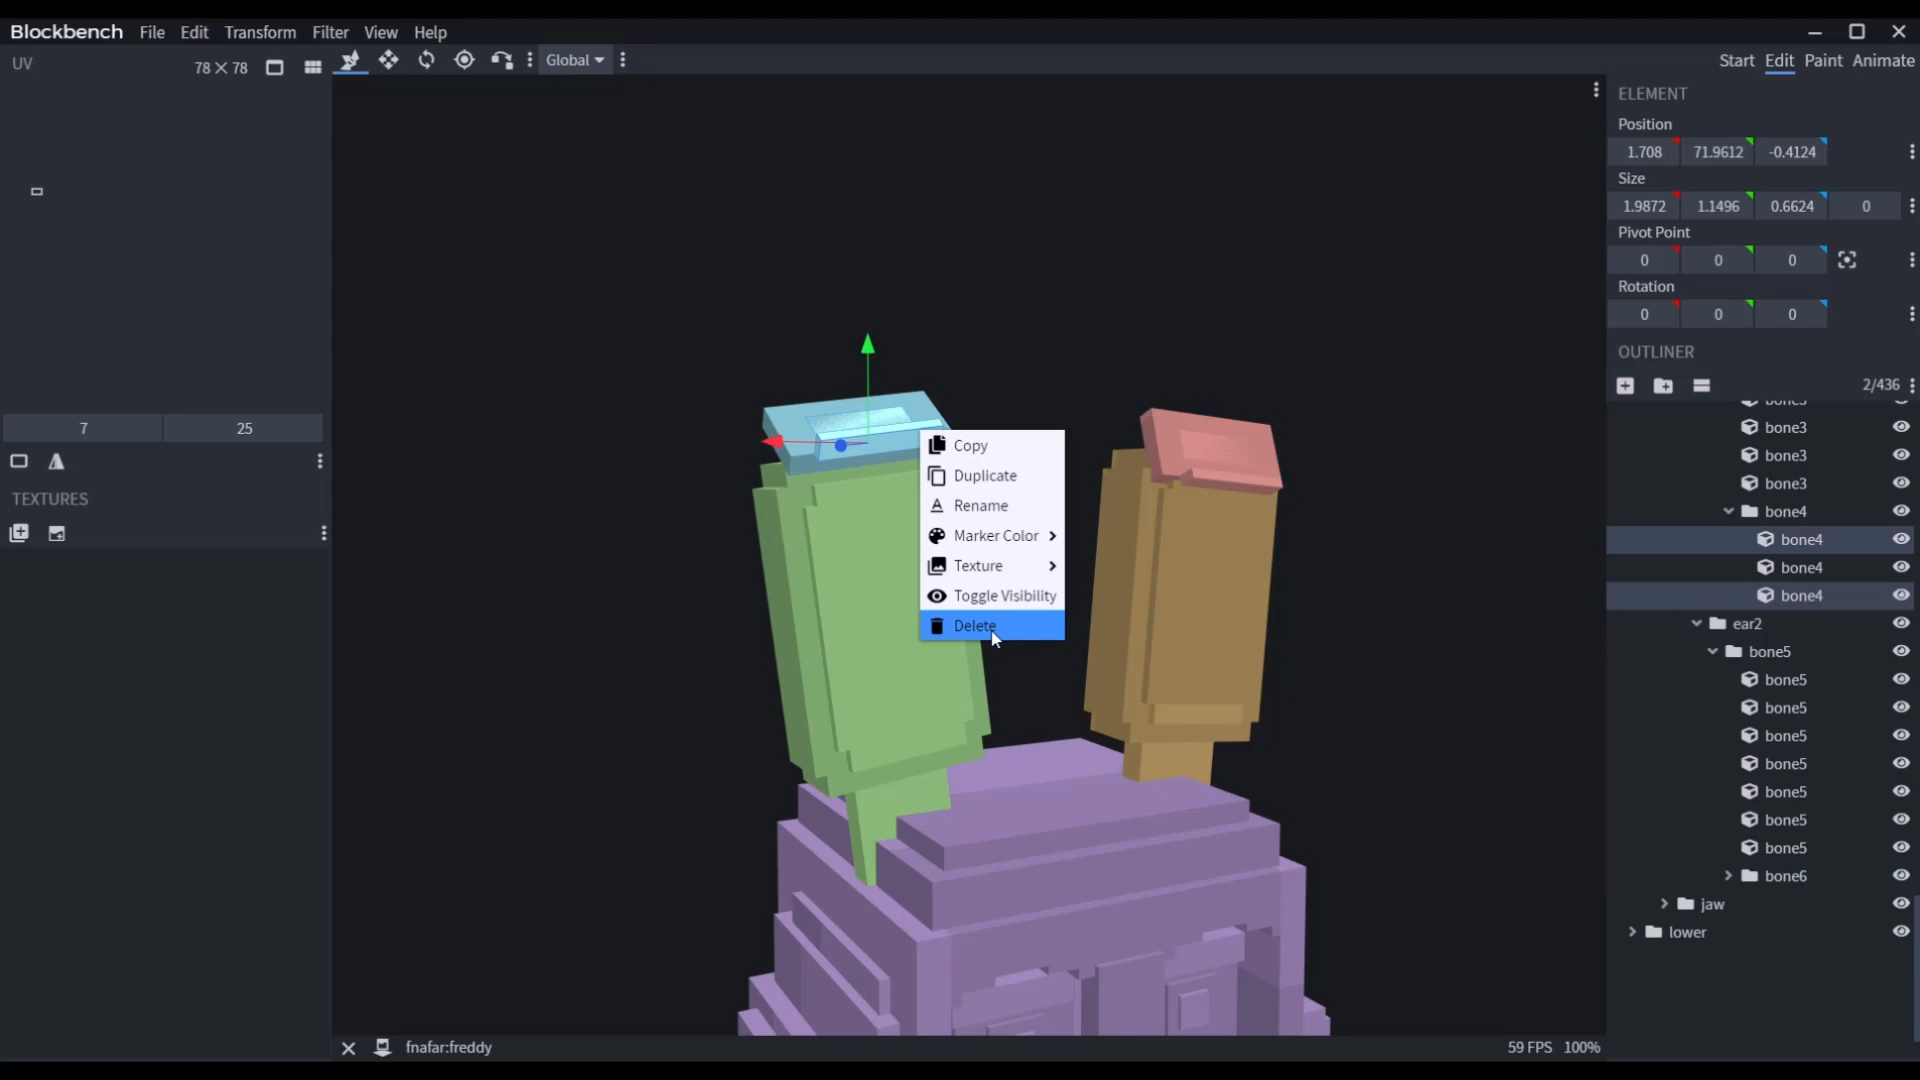 Blockbench File Edit Transform Filter View Help
UV 78 × 78
Global
Start Edit Paint Animate
ELEMENT
Position
1.708 71.9612 -0.4124
Size
1.9872 1.1496 0.6624 0
Pivot Point
0 0 0
Rotation
0 0 0
OUTLINER
2/436
bone3
bone3
bone3
bone3
bone4
bone4
bone4
bone4
ear2
bone5
bone5
bone5
bone5
bone5
bone5
bone5
bone5
bone6
jaw
lower
7 25
TEXTURES
Copy
Duplicate
Rename
Marker Color
Texture
Toggle Visibility
Delete
fnafar:freddy
59 FPS 100%